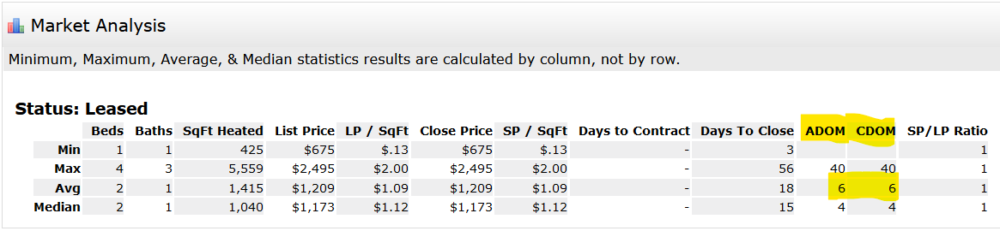 Market Analysis
Minimum, Maximum, Average, & Median statistics results are calculated by column, not by row.
Status: Leased
Beds Baths SqFt Heated List Price LP / SqFt Close Price SP / SqFt Days to Contract Days To Close ADOM CDOM SP/LP Ratio
Min 1 1 425 $675 $.13 $675 $.13 - 3 1
Max 4 3 5,559 $2,495 $2.00 $2,495 $2.00 - 56 40 40 1
Avg 2 1 1,415 $1,209 $1.09 $1,209 $1.09 - 18 6 6 1
Median 2 1 1,040 $1,173 $1.12 $1,173 $1.12 - 15 4 4 1